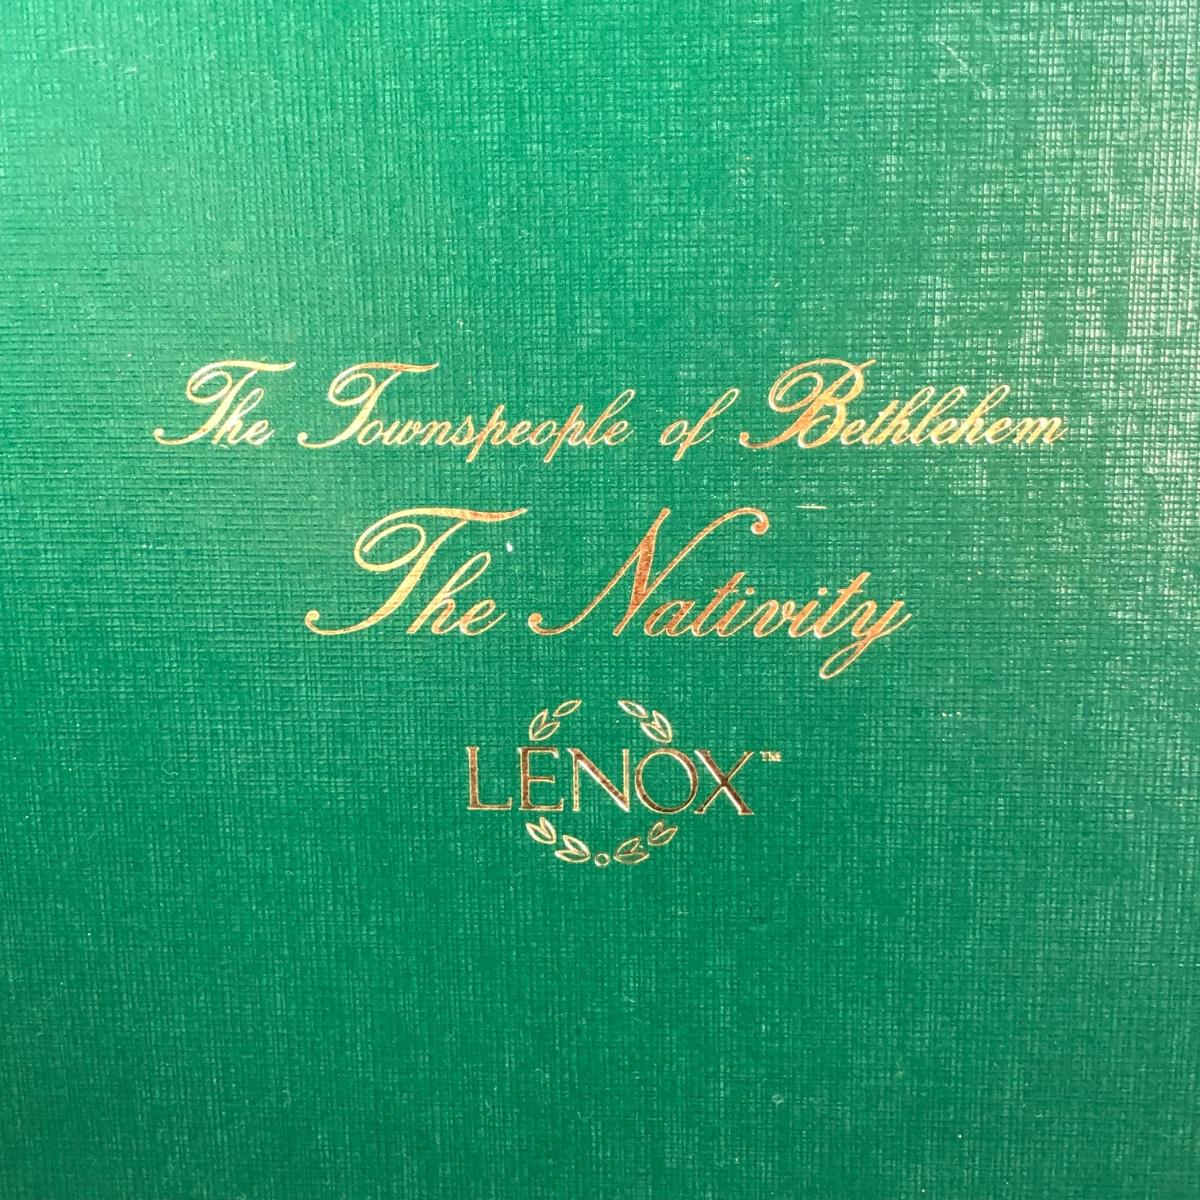 The Townspeople of Bethlehem
The Nativity
LENOX™